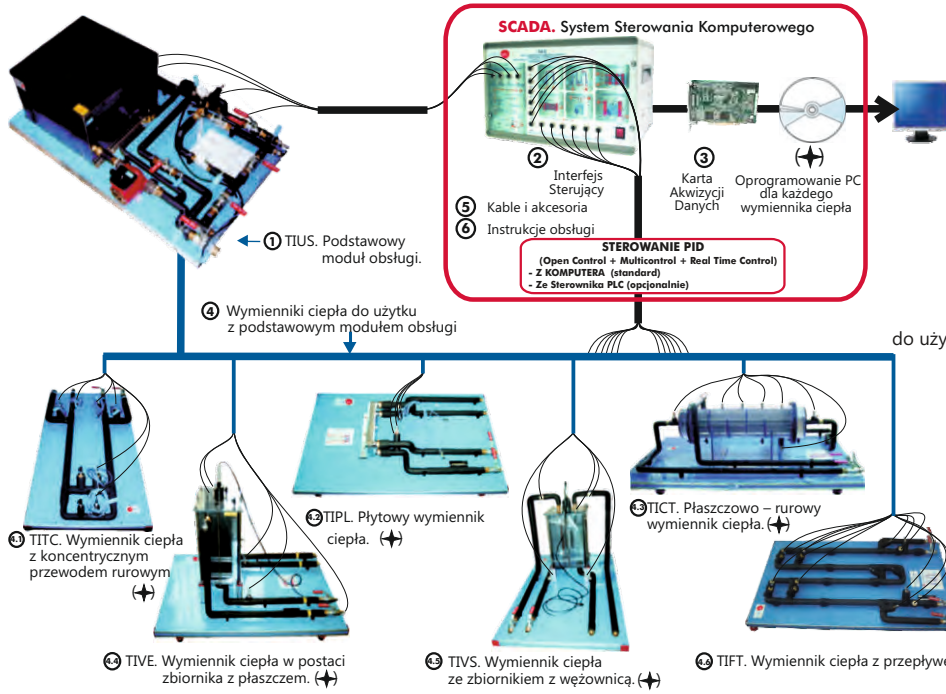 SCADA. System Sterowania Komputerowego
2
Interfejs
Sterujący
3
Karta
Akwizycji
Danych
Oprogramowanie PC
dla każdego
wymiennika ciepła
5 Kable i akcesoria
6 Instrukcje obsługi
STEROWANIE PID
(Open Control + Multicontrol + Real Time Control)
- Z KOMPUTERA (standard)
- Ze Sterownika PLC (opcjonalnie)
1 TIUS. Podstawowy
moduł obsługi.
4 Wymienniki ciepła do użytku
z podstawowym modułem obsługi
do uży
4.1 TITC. Wymiennik ciepła
z koncentrycznym
przewodem rurowym
4.2 TIPL. Płytowy wymiennik
ciepła.
4.3 TICT. Płaszczowo – rurowy
wymiennik ciepła.
4.4 TIVE. Wymiennik ciepła w postaci
zbiornika z płaszczem.
4.5 TIVS. Wymiennik ciepła
ze zbiornikiem z wężownicą.
4.6 TIFT. Wymiennik ciepła z przepływe